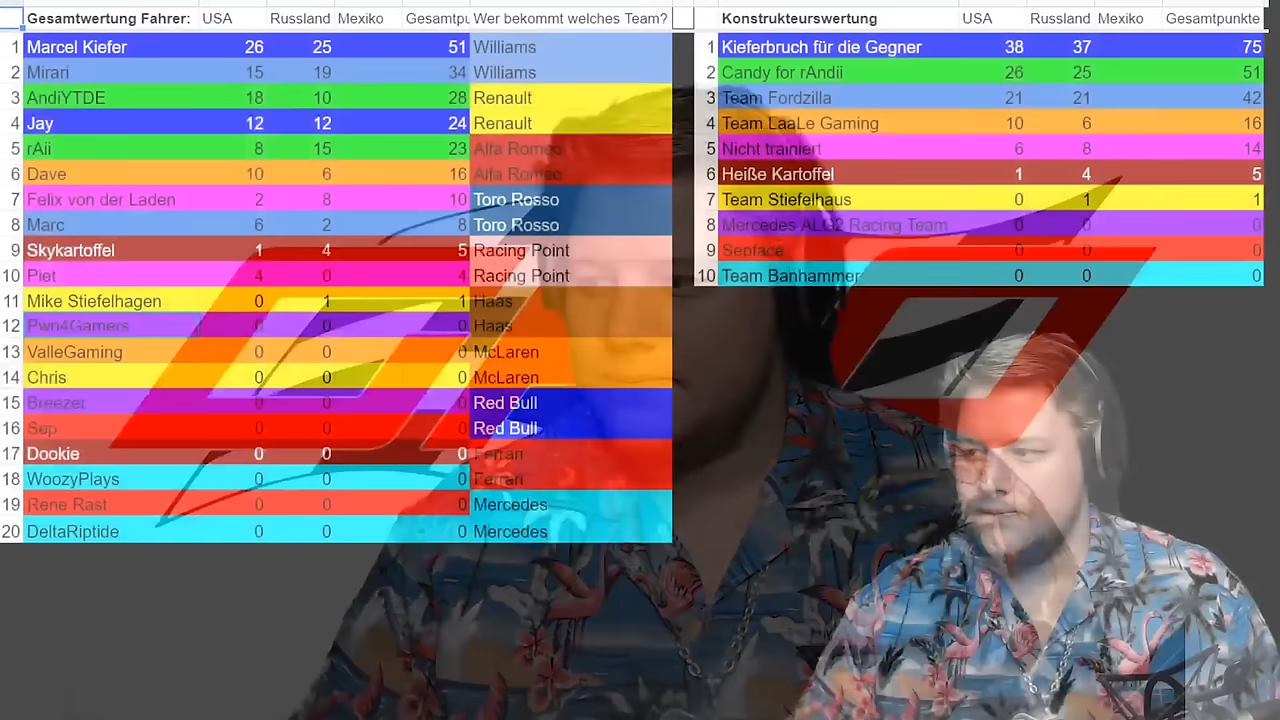 Gesamtwertung Fahrer: USA Russland Mexiko Gesamtpu Wer bekommt welches Team?
1 Marcel Kiefer 26 25 51 Williams
2 Mirari 15 19 34 Williams
3 AndiYTDE 18 10 28 Renault
4 Jay 12 12 24 Renault
5 rAii 8 15 23 Alfa Romeo
6 Dave 10 6 16 Alfa Romeo
7 Felix von der Laden 2 8 10 Toro Rosso
8 Marc 6 2 8 Toro Rosso
9 Skykartoffel 1 4 5 Racing Point
10 Piet 4 0 4 Racing Point
11 Mike Stiefelhagen 0 1 1 Haas
12 Pwn4Gamers 0 0 0 Haas
13 ValleGaming 0 0 0 McLaren
14 Chris 0 0 0 McLaren
15 Breezer 0 0 0 Red Bull
16 Sep 0 0 0 Red Bull
17 Dookie 0 0 0 Ferrari
18 WoozyPlays 0 0 0 Ferrari
19 Rene Rast 0 0 0 Mercedes
20 DeltaRiptide 0 0 0 Mercedes
Konstrukteurswertung USA Russland Mexiko Gesamtpunkte
1 Kieferbruch für die Gegner 38 37 75
2 Candy for rAndii 26 25 51
3 Team Fordzilla 21 21 42
4 Team LaaLe Gaming 10 6 16
5 Nicht trainiert 6 8 14
6 Heiße Kartoffel 1 4 5
7 Team Stiefelhaus 0 1 1
8 Mercedes ALG2 Racing Team 0 0 0
9 Sepface 0 0 0
10 Team Banhammer 0 0 0